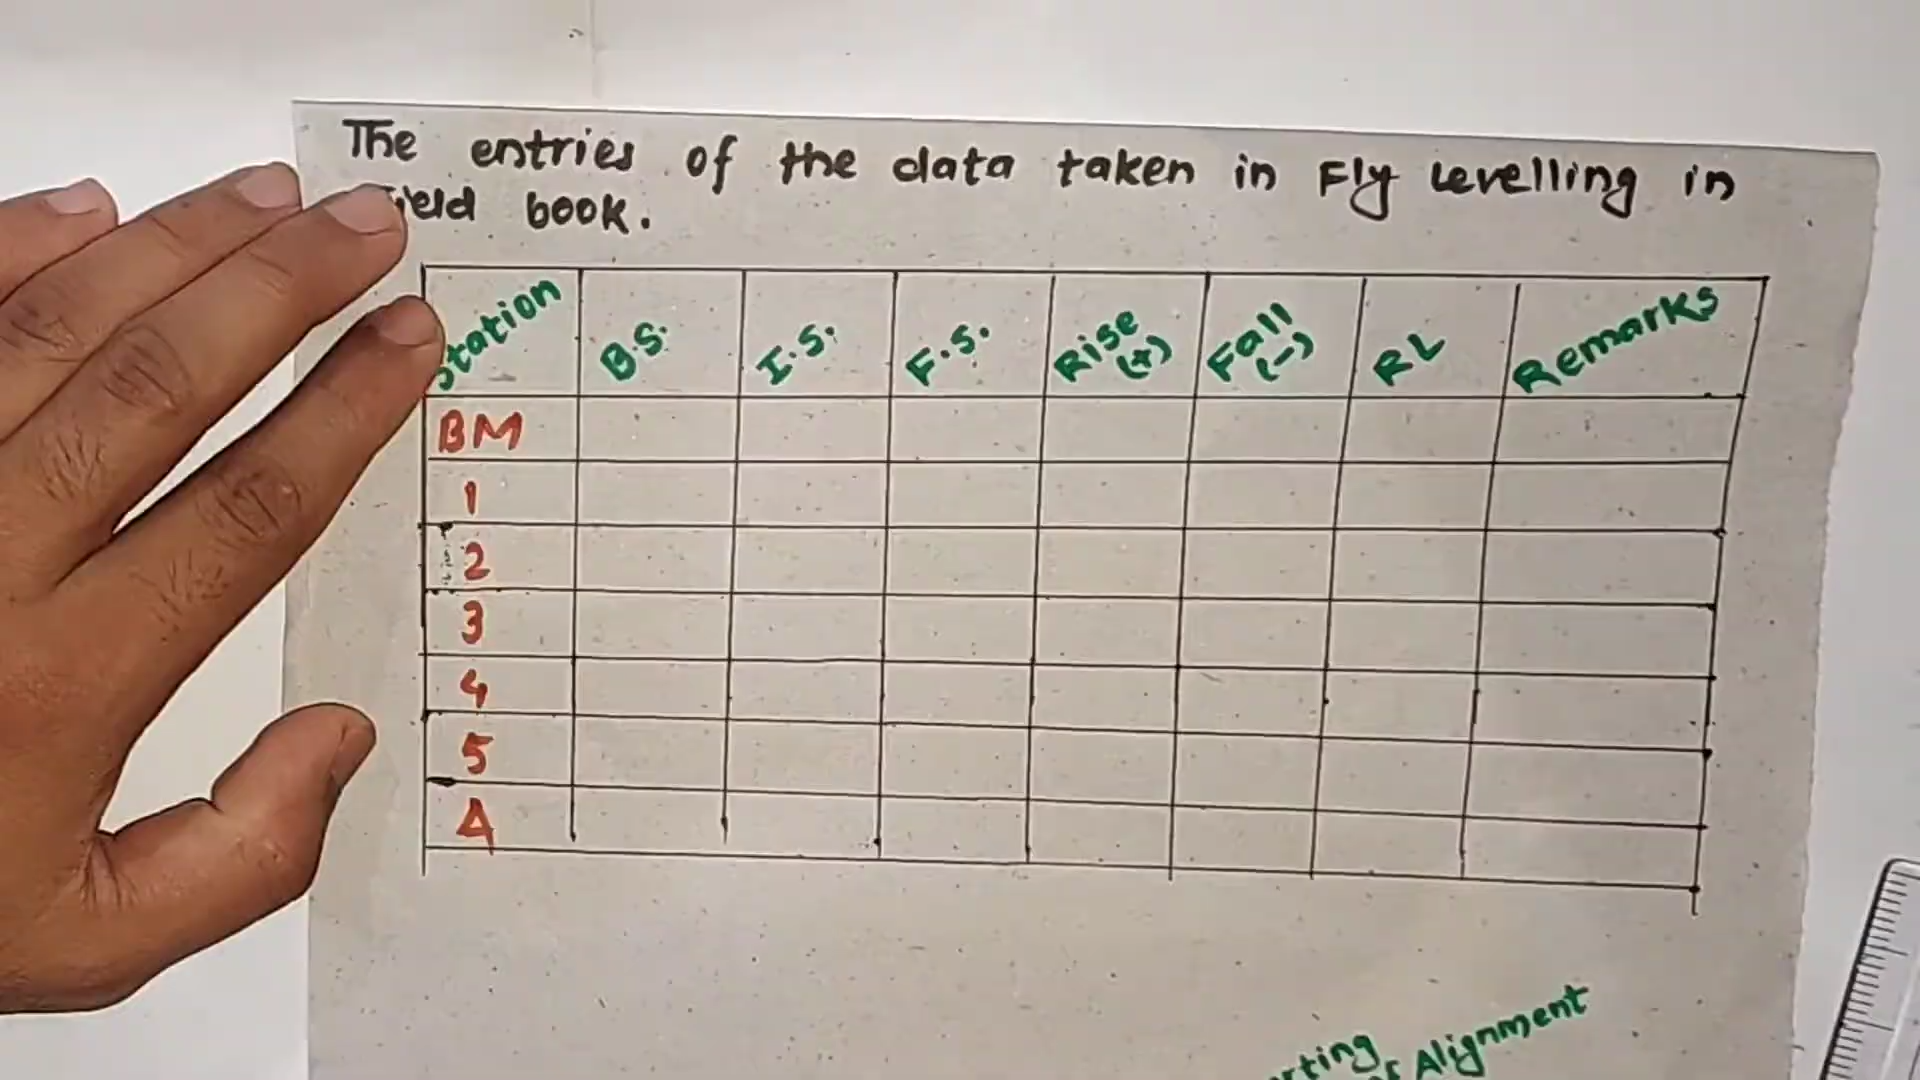 The entries of the data taken in Fly levelling in
field book.
Station B.S. I.S. F.S. Rise (+) Fall (-) RL Remarks
BM
1
2
3
4
5
A
Alignment